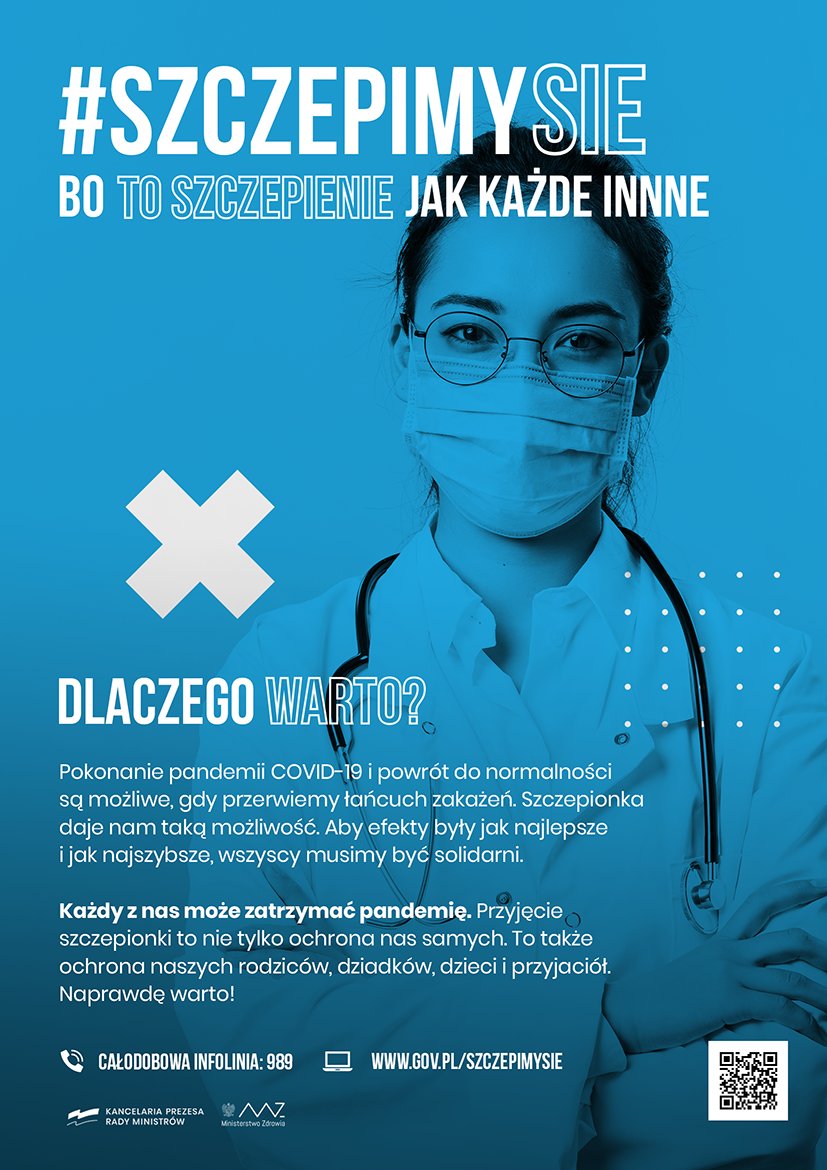 #SZCZEPIMYSIE
BO TO SZCZEPIENIE JAK KAŻDE INNNE
DLACZEGO WARTO?
Pokonanie pandemii COVID-19 i powrót do normalności
są możliwe, gdy przerwiemy łańcuch zakażeń. Szczepionka
daje nam taką możliwość. Aby efekty były jak najlepsze
i jak najszybsze, wszyscy musimy być solidarni.
Każdy z nas może zatrzymać pandemię. Przyjęcie
szczepionki to nie tylko ochrona nas samych. To także
ochrona naszych rodziców, dziadków, dzieci i przyjaciół.
Naprawdę warto!
CAŁODOBOWA INFOLINIA: 989
WWW.GOV.PL/SZCZEPIMYSIE
KANCELARIA PREZESA
RADY MINISTRÓW
MZ
Ministerstwo Zdrowia